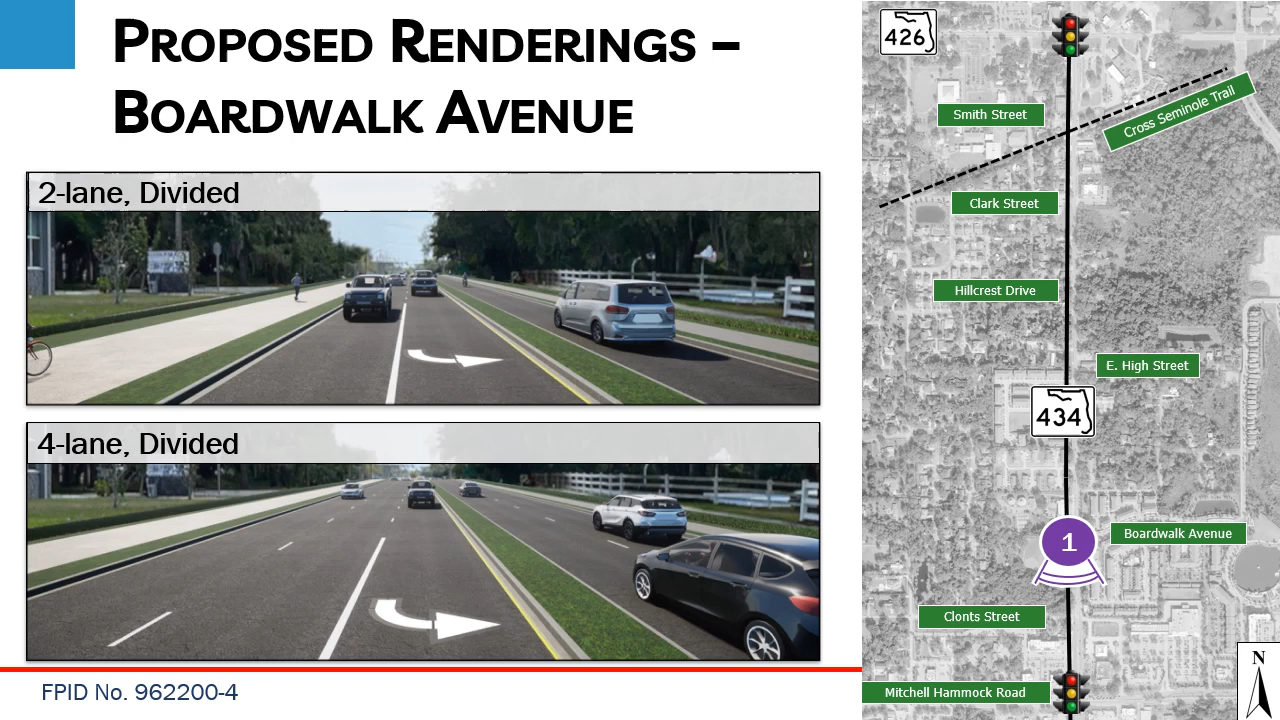 PROPOSED RENDERINGS –
BOARDWALK AVENUE
2-lane, Divided
4-lane, Divided
FPID No. 962200-4
426
Smith Street
Cross Seminole Trail
Clark Street
Hillcrest Drive
E. High Street
434
1
Boardwalk Avenue
Clonts Street
Mitchell Hammock Road
N